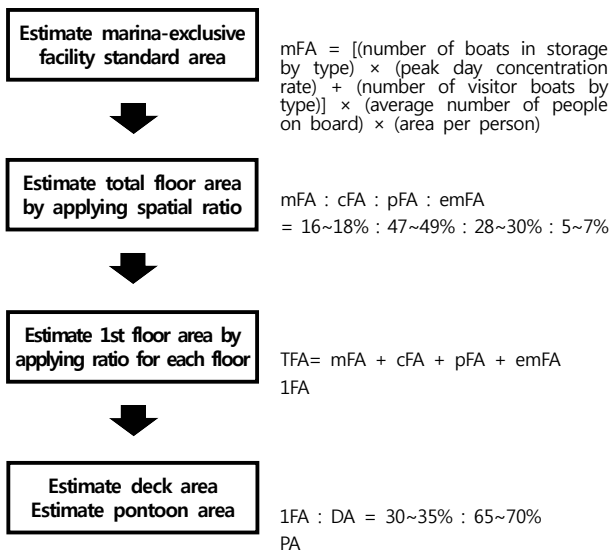 Estimate marina-exclusive
facility standard area
mFA = [(number of boats in storage
by type) × (peak day concentration
rate) + (number of visitor boats by
type)] × (average number of people
on board) × (area per person)
Estimate total floor area
by applying spatial ratio
mFA : cFA : pFA : emFA
= 16~18% : 47~49% : 28~30% : 5~7%
Estimate 1st floor area by
applying ratio for each floor
TFA= mFA + cFA + pFA + emFA
1FA
Estimate deck area
Estimate pontoon area
1FA : DA = 30~35% : 65~70%
PA